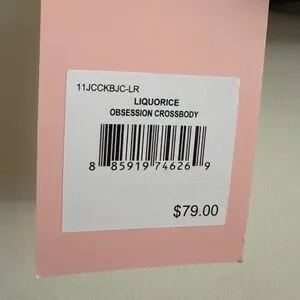 11JCCKBJC-LR
LIQUORICE
OBSESSION CROSSBODY
8 85919 74626 9
$79.00